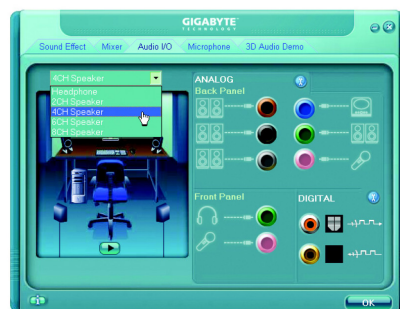 GIGABYTE
TECHNOLOGY
Sound Effect
Mixer
Audio I/O
Microphone
3D Audio Demo
4CH Speaker
Headphone
2CH Speaker
4CH Speaker
6CH Speaker
8CH Speaker
ANALOG
Back Panel
Front Panel
DIGITAL
OK